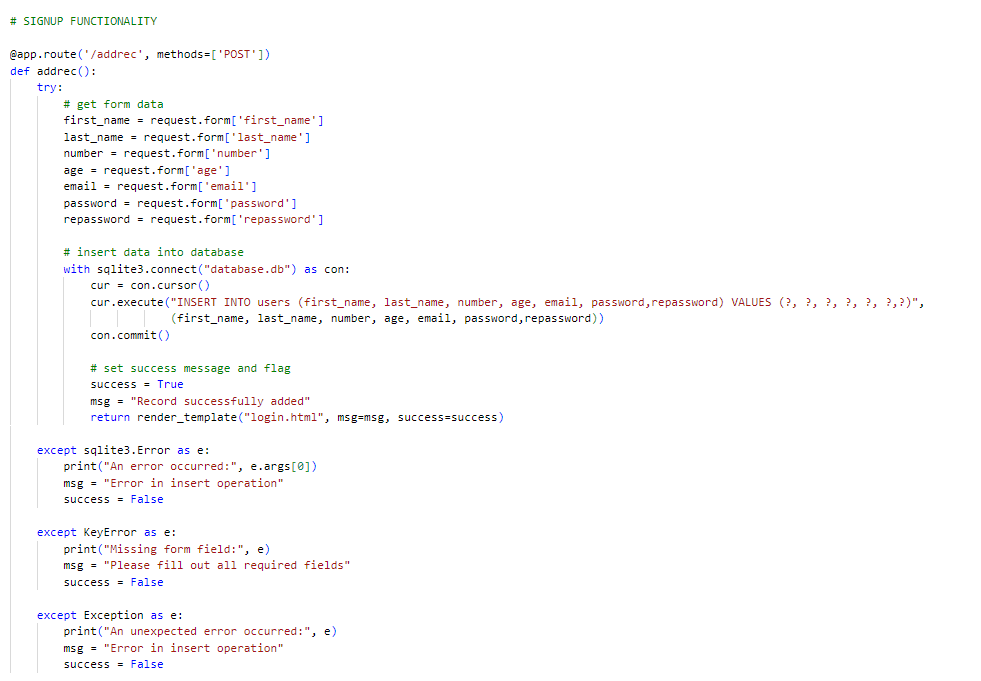 # SIGNUP FUNCTIONALITY
@app.route('/addrec', methods=['POST'])
def addrec():
    try:
        # get form data
        first_name = request.form['first_name']
        last_name = request.form['last_name']
        number = request.form['number']
        age = request.form['age']
        email = request.form['email']
        password = request.form['password']
        repassword = request.form['repassword']
        # insert data into database
        with sqlite3.connect("database.db") as con:
            cur = con.cursor()
            cur.execute("INSERT INTO users (first_name, last_name, number, age, email, password,repassword) VALUES (?, ?, ?, ?, ?, ?,?)",
                        (first_name, last_name, number, age, email, password,repassword))
            con.commit()
            # set success message and flag
            success = True
            msg = "Record successfully added"
            return render_template("login.html", msg=msg, success=success)
    except sqlite3.Error as e:
        print("An error occurred:", e.args[0])
        msg = "Error in insert operation"
        success = False
    except KeyError as e:
        print("Missing form field:", e)
        msg = "Please fill out all required fields"
        success = False
    except Exception as e:
        print("An unexpected error occurred:", e)
        msg = "Error in insert operation"
        success = False